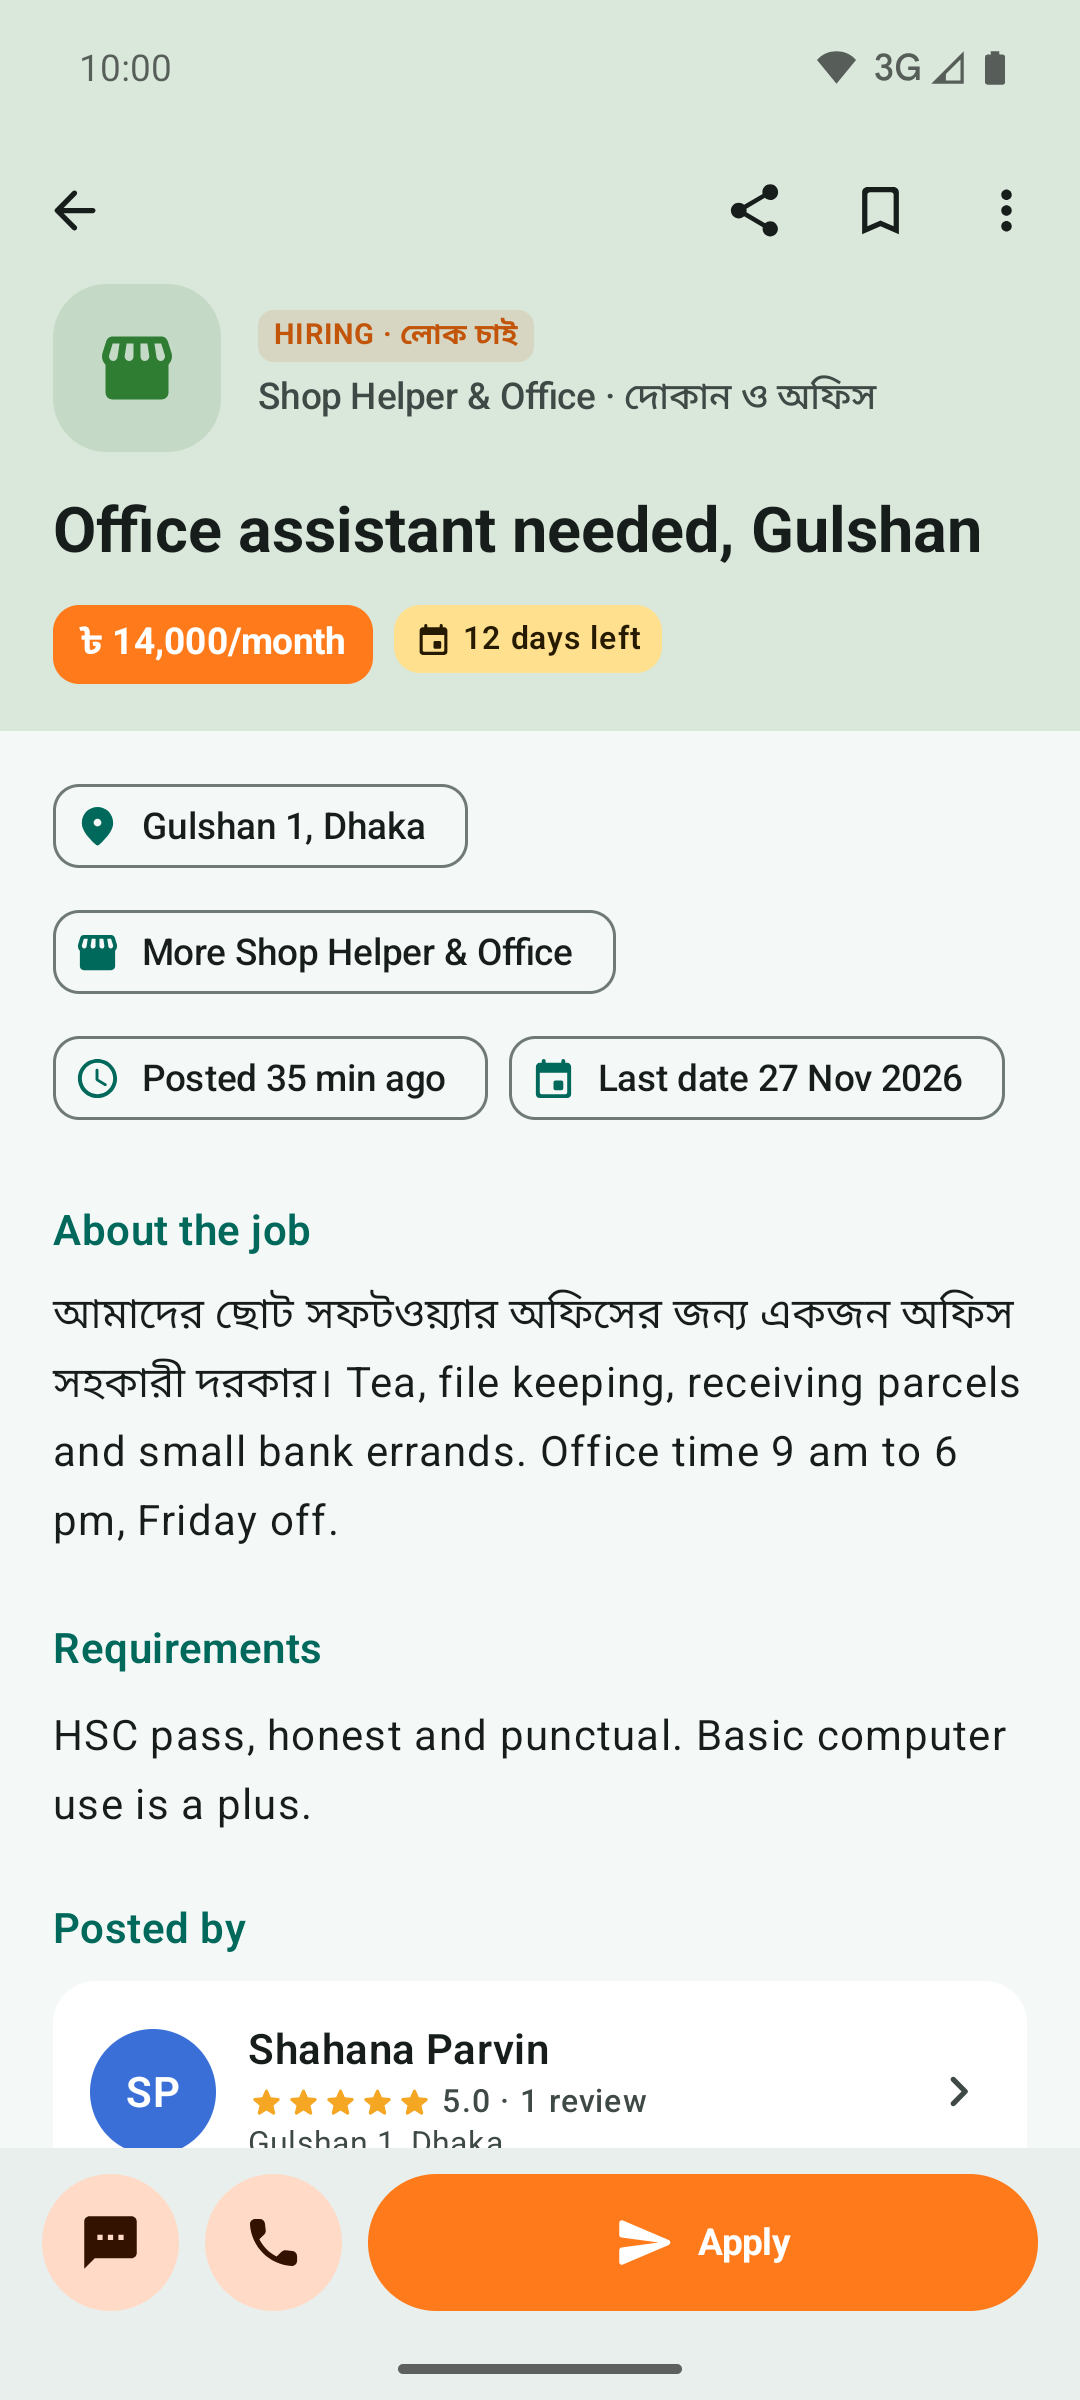 10:00
3G
HIRING · লোক চাই
Shop Helper & Office · দোকান ও অফিস
Office assistant needed, Gulshan
৳ 14,000/month
12 days left
Gulshan 1, Dhaka
More Shop Helper & Office
Posted 35 min ago
Last date 27 Nov 2026
About the job
আমাদের ছোট সফটওয়্যার অফিসের জন্য একজন অফিস
সহকারী দরকার। Tea, file keeping, receiving parcels
and small bank errands. Office time 9 am to 6
pm, Friday off.
Requirements
HSC pass, honest and punctual. Basic computer
use is a plus.
Posted by
SP
Shahana Parvin
5.0 · 1 review
Gulshan 1, Dhaka
Apply